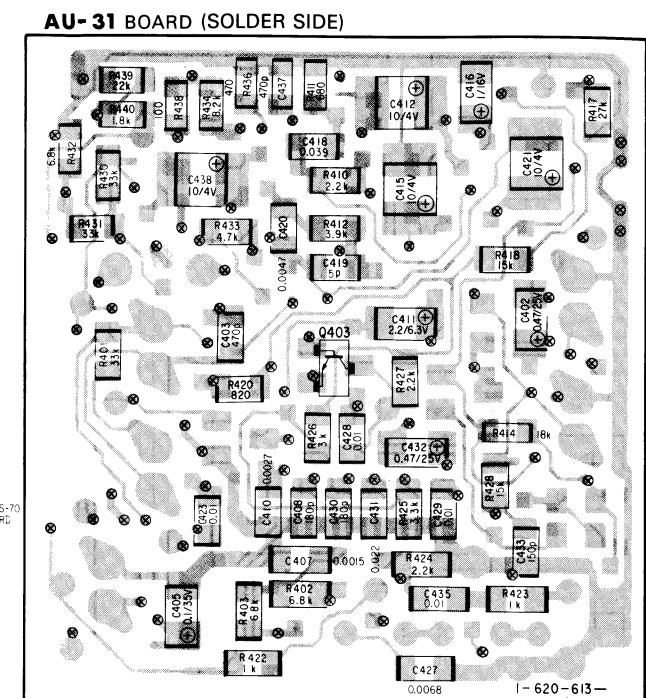 AU-31 BOARD (SOLDER SIDE)
R439
22k
R440
1.8k
100
R438
R434
8.2k
470
R436
470p
C437
R411
680
C412
10/4V
C416
1/16V
R417
27k
6.8k
R432
R430
33k
C438
10/4V
C418
0.039
R410
2.2k
C415
10/4V
C421
10/4V
R431
33k
R433
4.7k
C420
0.0047
R412
3.9k
C419
5p
R418
15k
C403
470p
C411
2.2/6.3V
C402
0.47/25V
Q403
R401
33k
R420
820
R427
2.2k
R426
3k
C428
0.01
C432
0.47/25V
R414
18k
R428
15k
0.0027
S-70
RD
C423
0.01
C410
C408
180p
C430
180p
C431
0.022
R425
3.3k
C429
0.01
C433
150p
C407
0.0015
R424
2.2k
C405
0.1/35V
R403
6.8k
R402
6.8k
C435
0.01
R423
1k
R422
1k
C427
0.0068
1-620-613-